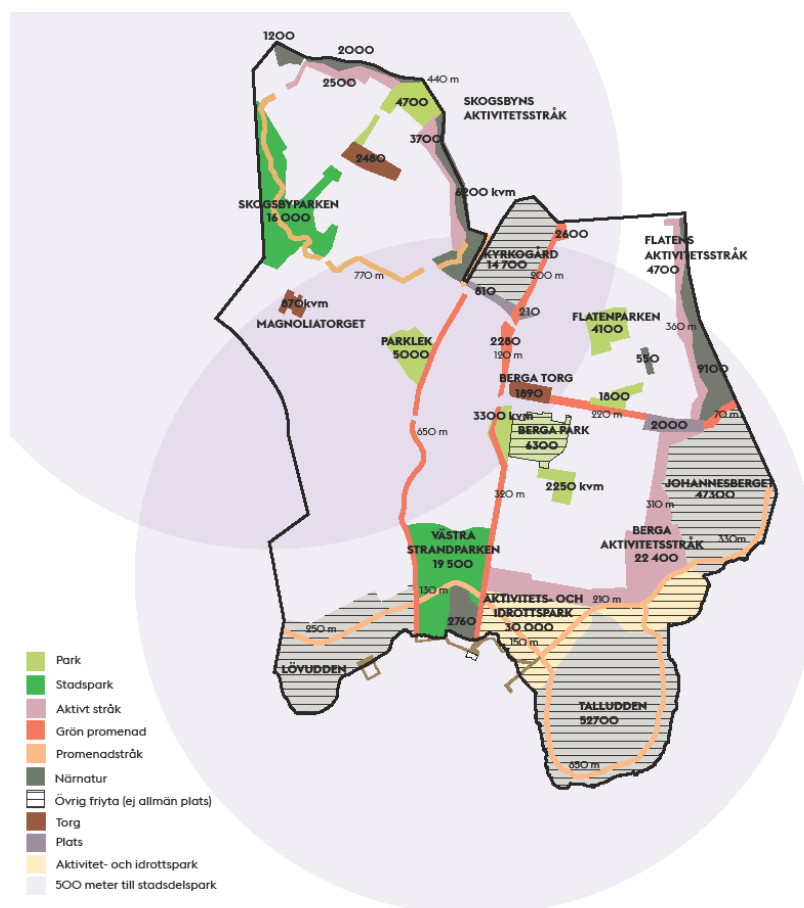 1200
2000
2500
440 m
4700
SKOGSBYNS
AKTIVITETSSTRÅK
3700
2480
6200 kvm
SKOGSBYPARKEN
16 000
2600
FLATENS
AKTIVITETSSTRÅK
4700
KYRKOGÅRD
14 700
770 m
200 m
810
870kvm
MAGNOLIATORGET
210
FLATENPARKEN
4100
360 m
PARKLEK
5000
2280
120 m
550
9100
BERGA TORG
1890
1800
220 m
70 m
3300 kvm
2000
650 m
BERGA PARK
6300
320 m
2250 kvm
JOHANNESBERGET
47300
310 m
VÄSTRA
STRANDPARKEN
19 500
BERGA
AKTIVITETSSTRÅK
22 400
330m
130 m
AKTIVITETS- OCH
IDROTTSPARK
30 000
210 m
2760
250 m
150 m
LÖVUDDEN
TALLUDDEN
52700
650 m
Park
Stadspark
Aktivt stråk
Grön promenad
Promenadstråk
Närnatur
Övrig friyta (ej allmän plats)
Torg
Plats
Aktivitet- och idrottspark
500 meter till stadsdelspark